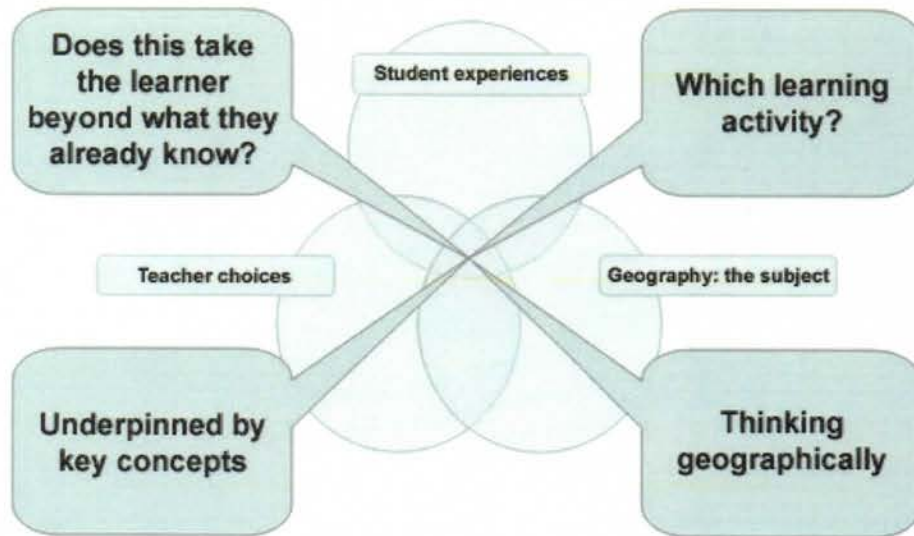 Does this take
the learner
beyond what they
already know?
Student experiences
Which learning
activity?
Teacher choices
Geography: the subject
Underpinned by
key concepts
Thinking
geographically